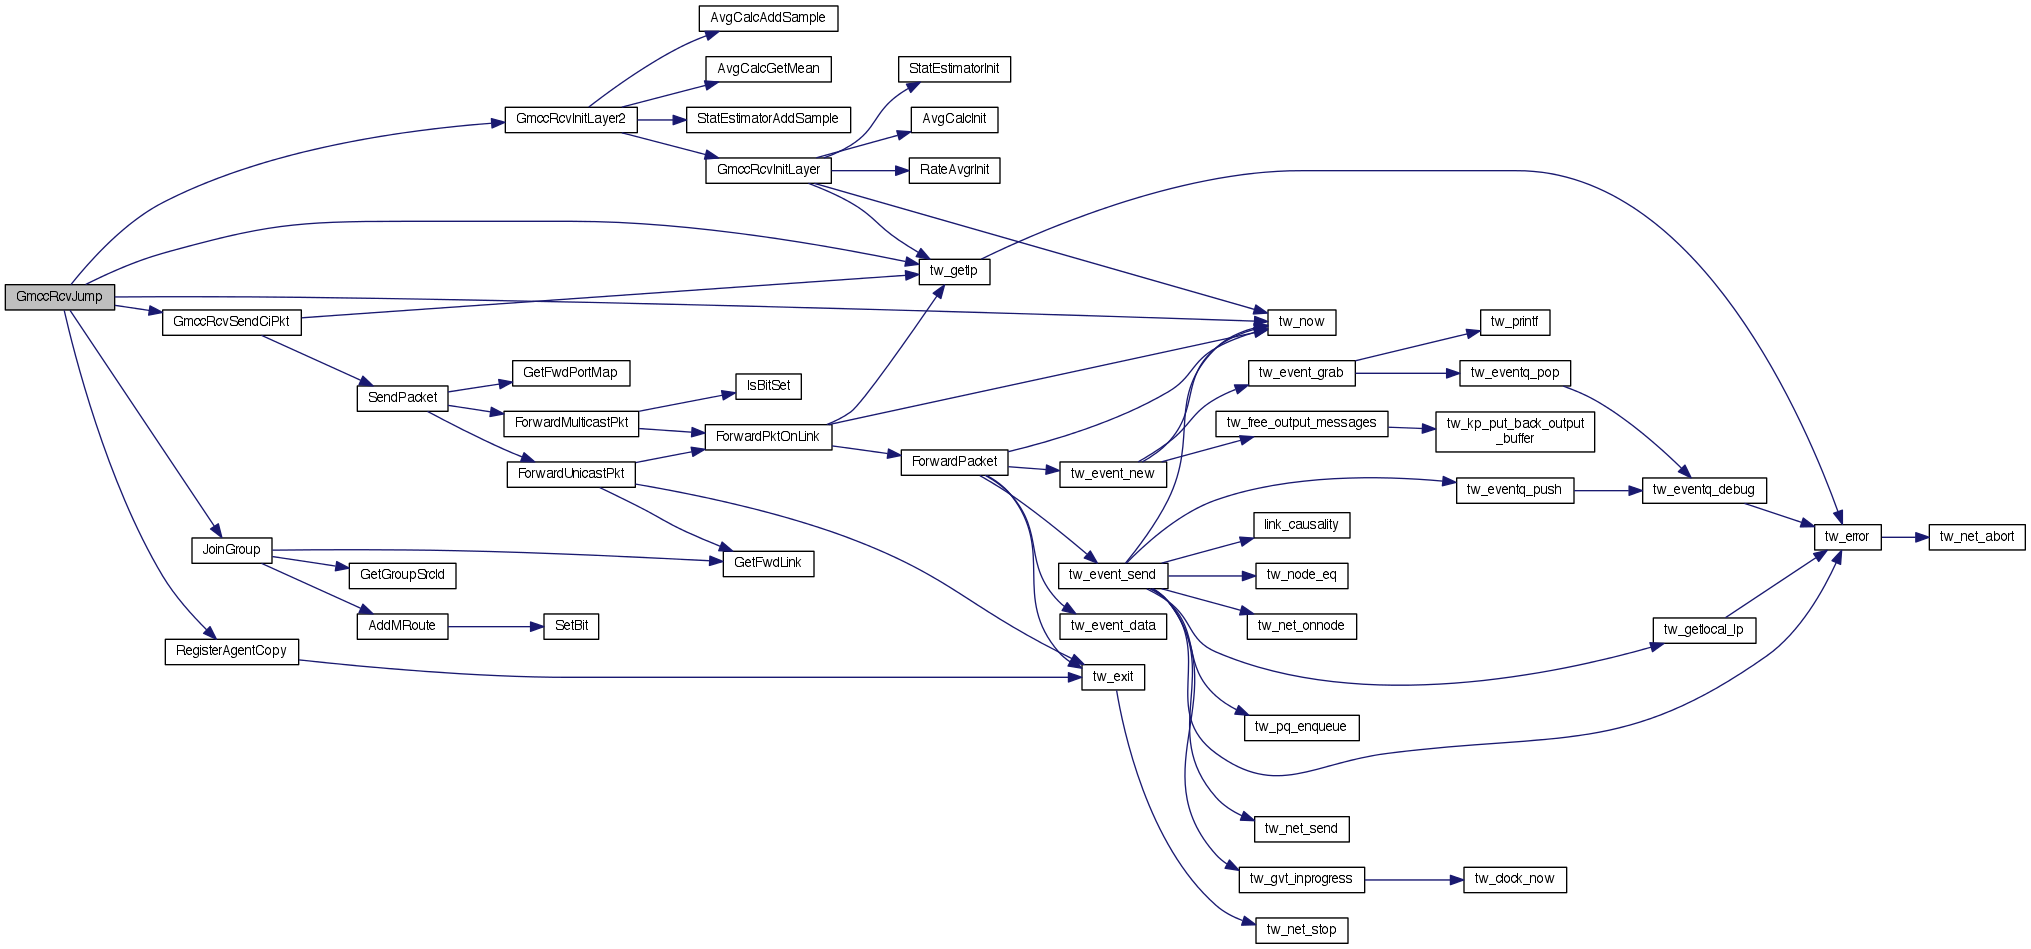 AvgCalcAddSample
AvgCalcGetMean
StatEstimatorInit
GmccRcvInitLayer2
StatEstimatorAddSample
AvgCalcInit
GmccRcvInitLayer
RateAvgrInit
tw_getlp
GmccRcvJump
GmccRcvSendCiPkt
tw_now
tw_printf
GetFwdPortMap
tw_event_grab
tw_eventq_pop
IsBitSet
SendPacket
ForwardMulticastPkt
tw_free_output_messages
tw_kp_put_back_output
_buffer
ForwardPktOnLink
ForwardPacket
ForwardUnicastPkt
tw_event_new
tw_eventq_push
tw_eventq_debug
link_causality
tw_error
tw_net_abort
JoinGroup
GetFwdLink
GetGroupSrcId
tw_event_send
tw_node_eq
AddMRoute
SetBit
tw_event_data
tw_net_onnode
tw_getlocal_lp
RegisterAgentCopy
tw_exit
tw_pq_enqueue
tw_net_send
tw_gvt_inprogress
tw_clock_now
tw_net_stop